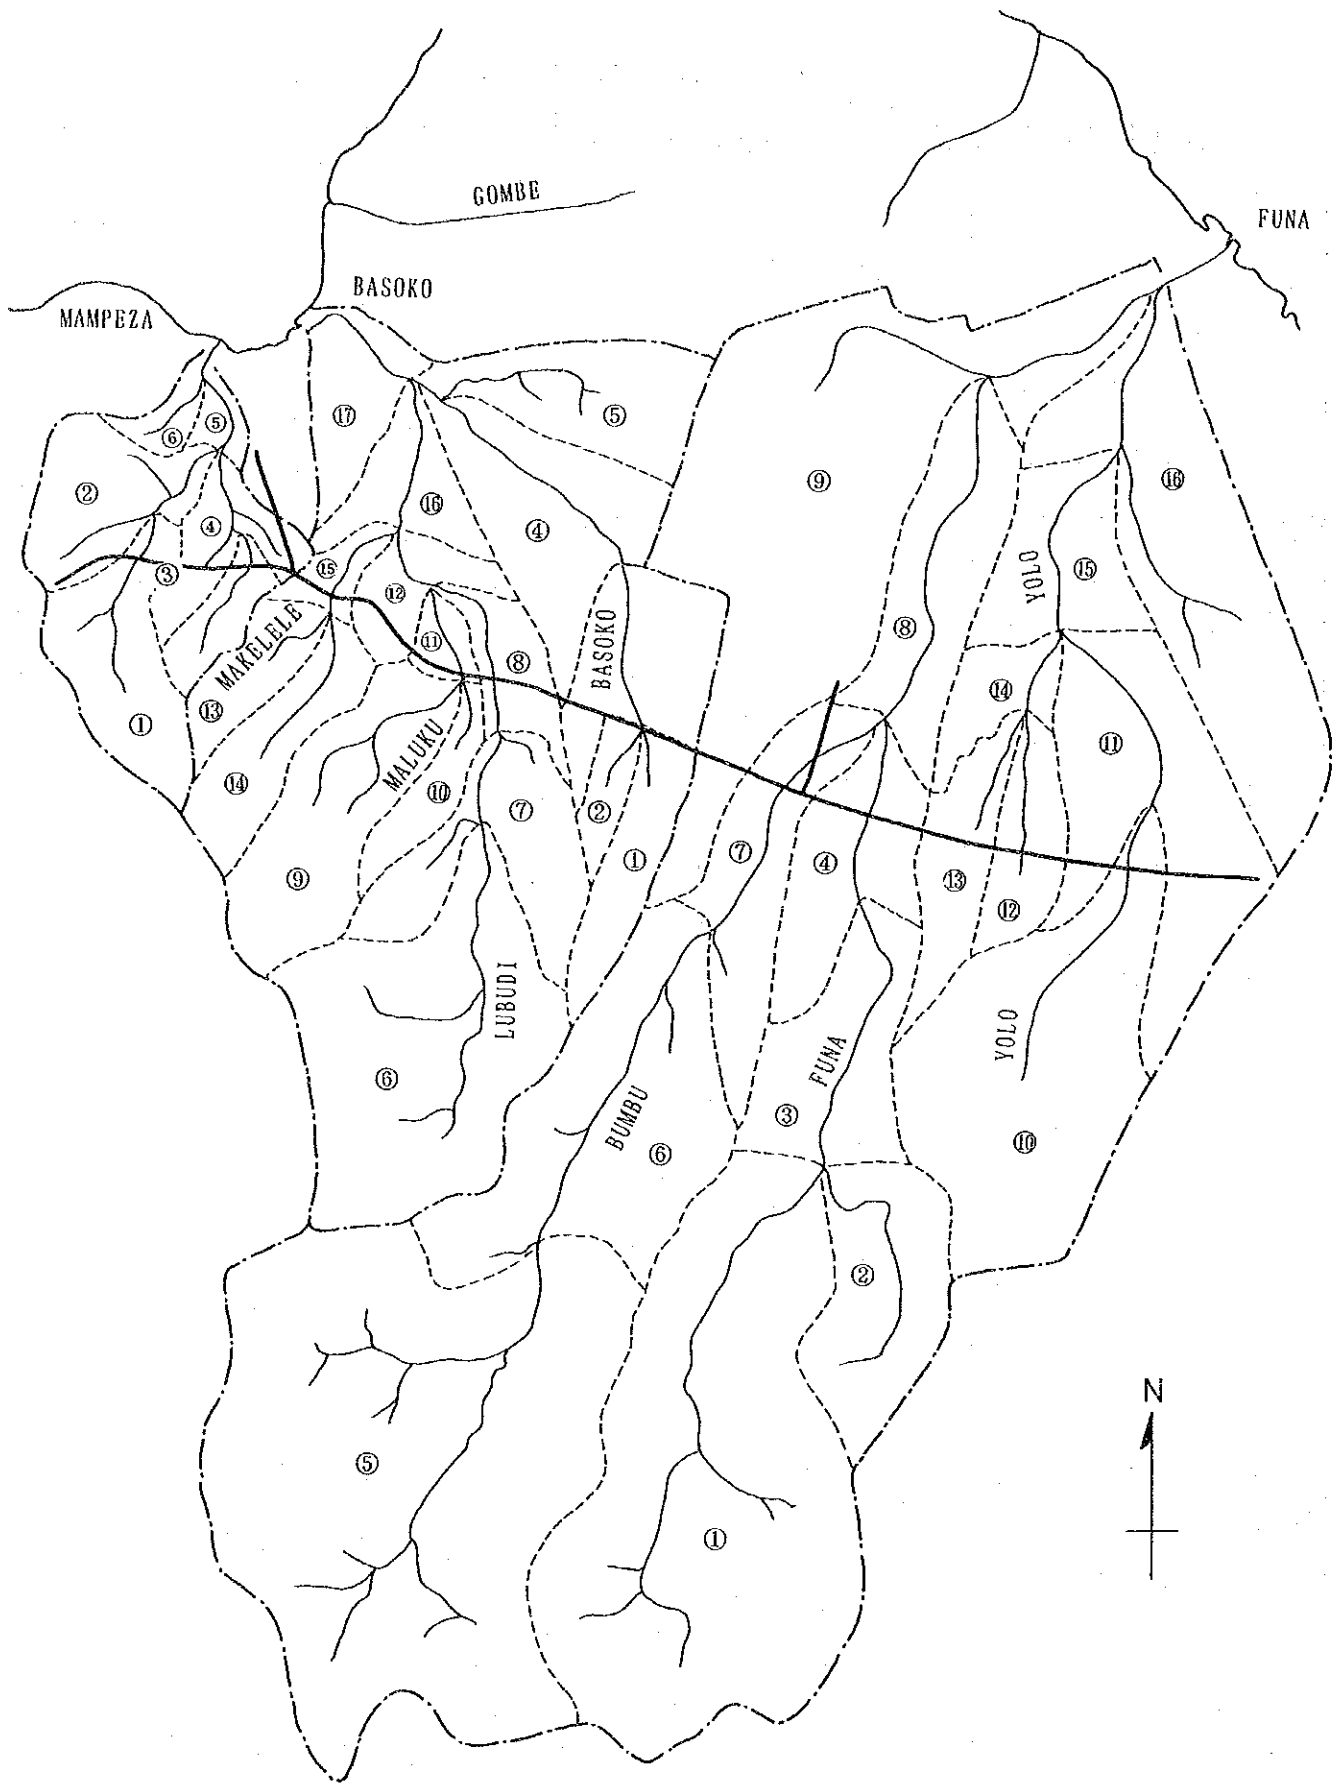 GOMBE
FUNA
BASOKO
MAMPEZA
⑤
⑰
⑤
⑥
②
⑨
⑯
⑯
④
④
YOLO
⑮
⑮
③
⑫
BASOKO
⑧
⑪
⑧
MAKELELE
⑭
⑬
①
⑪
MALUKU
⑭
⑩
⑦
②
①
⑦
④
⑬
⑨
⑫
LUBUDI
YOLO
FUNA
⑥
BUMBU
③
⑥
⑩
②
N
⑤
①